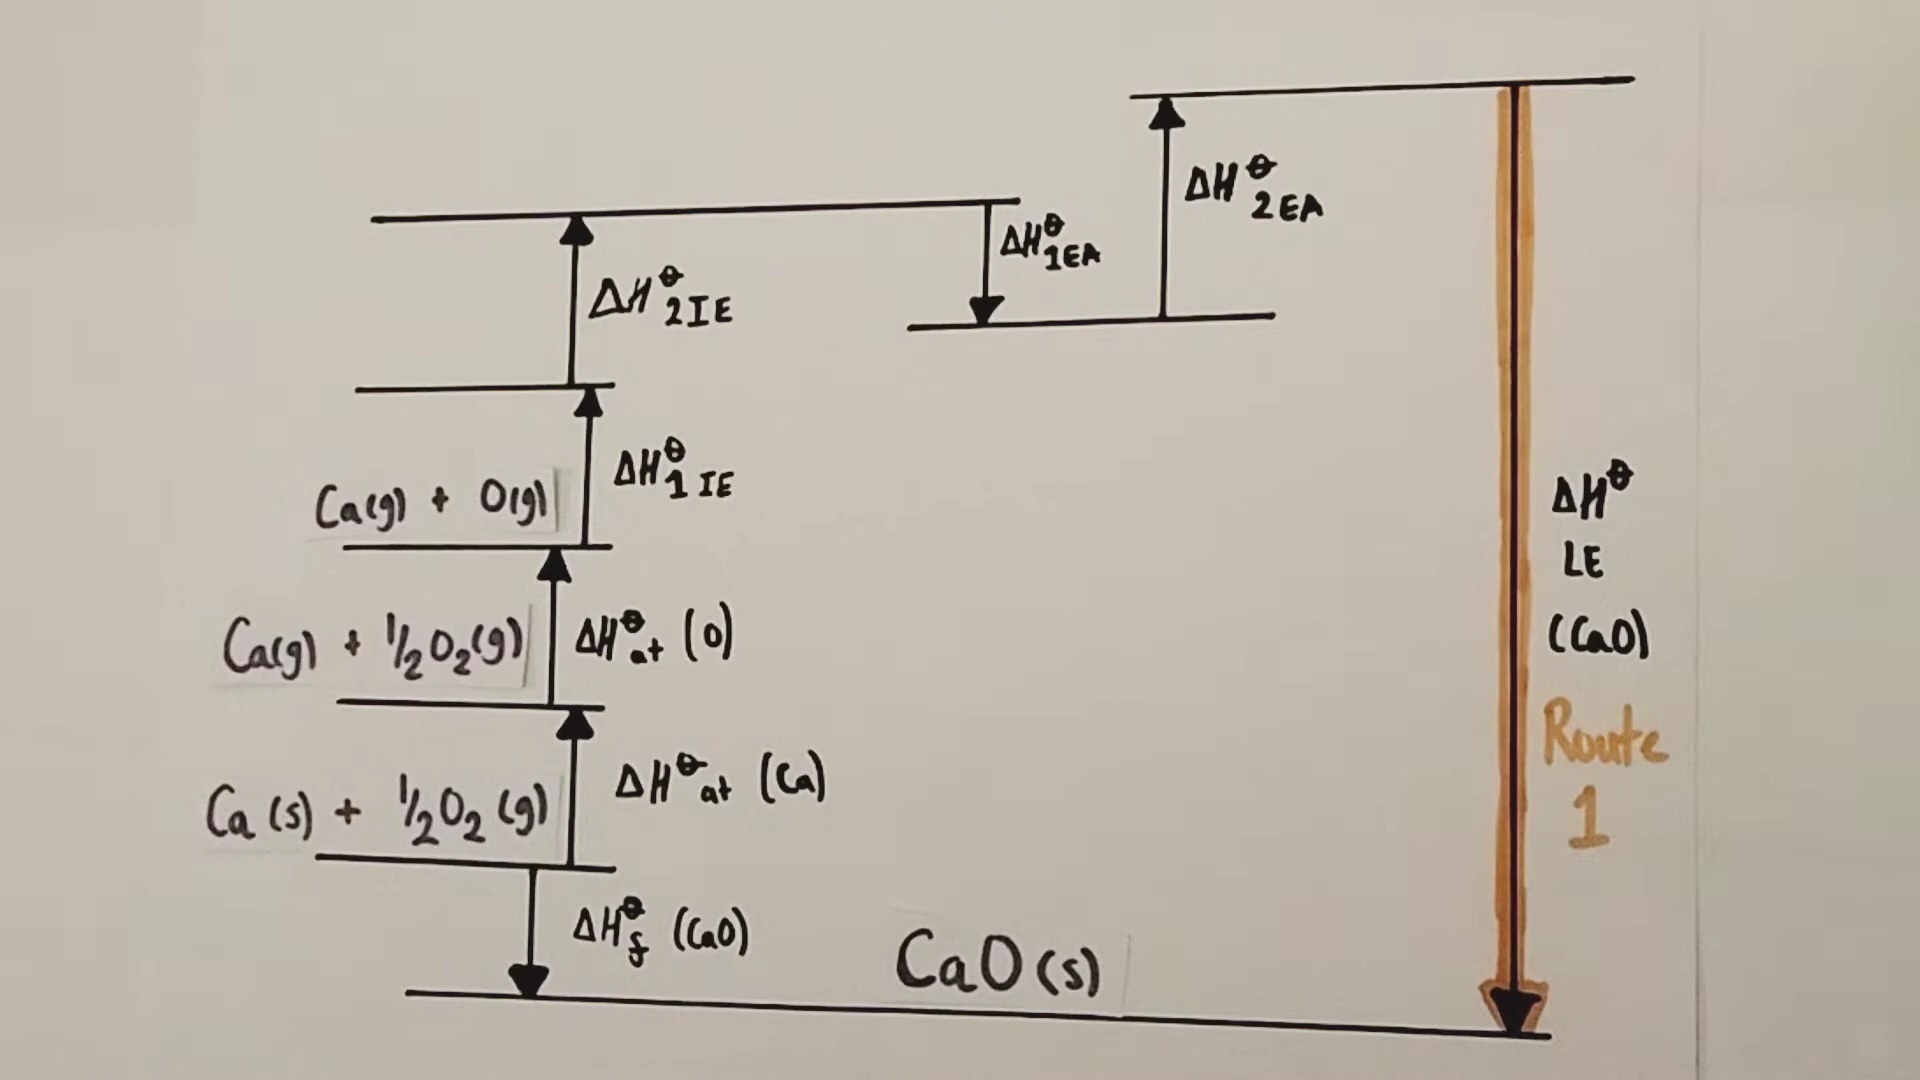 ΔH⦵2EA
ΔH⦵1EA
ΔH⦵2IE
ΔH⦵1IE
Ca(g) + O(g)
ΔH⦵
LE
(CaO)
Route
1
Ca(g) + 1/2O2(g)
ΔH⦵at (O)
Ca(s) + 1/2O2(g)
ΔH⦵at (Ca)
ΔH⦵f (CaO)
CaO(s)